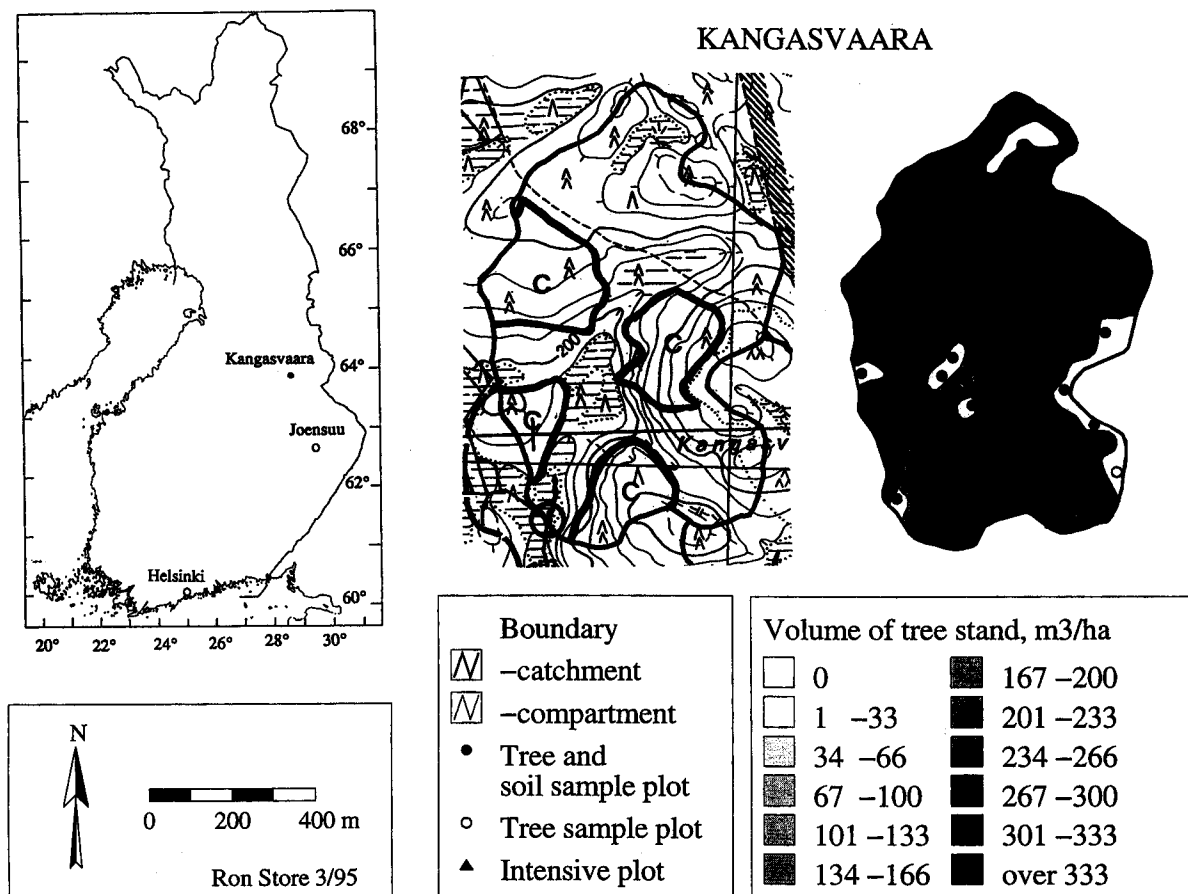 KANGASVAARA
68°
66°
64°
62°
60°
Kangasvaara
Joensuu
Helsinki
20° 22° 24° 26° 28° 30°
C
C
200
C
Kangasv
C
N
0 200 400 m
Ron Store 3/95
Boundary
–catchment
–compartment
Tree and
soil sample plot
Tree sample plot
Intensive plot
Volume of tree stand, m3/ha
0
1 –33
34 –66
67 –100
101 –133
134 –166
167 –200
201 –233
234 –266
267 –300
301 –333
over 333